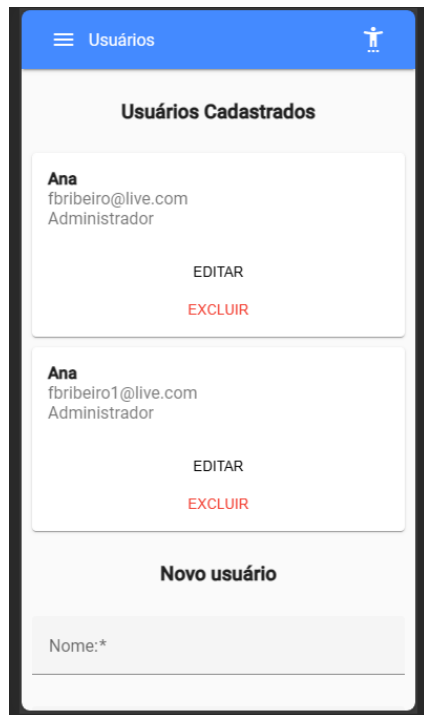 Usuários
Usuários Cadastrados
Ana
fbribeiro@live.com
Administrador
EDITAR
EXCLUIR
Ana
fbribeiro1@live.com
Administrador
EDITAR
EXCLUIR
Novo usuário
Nome:*